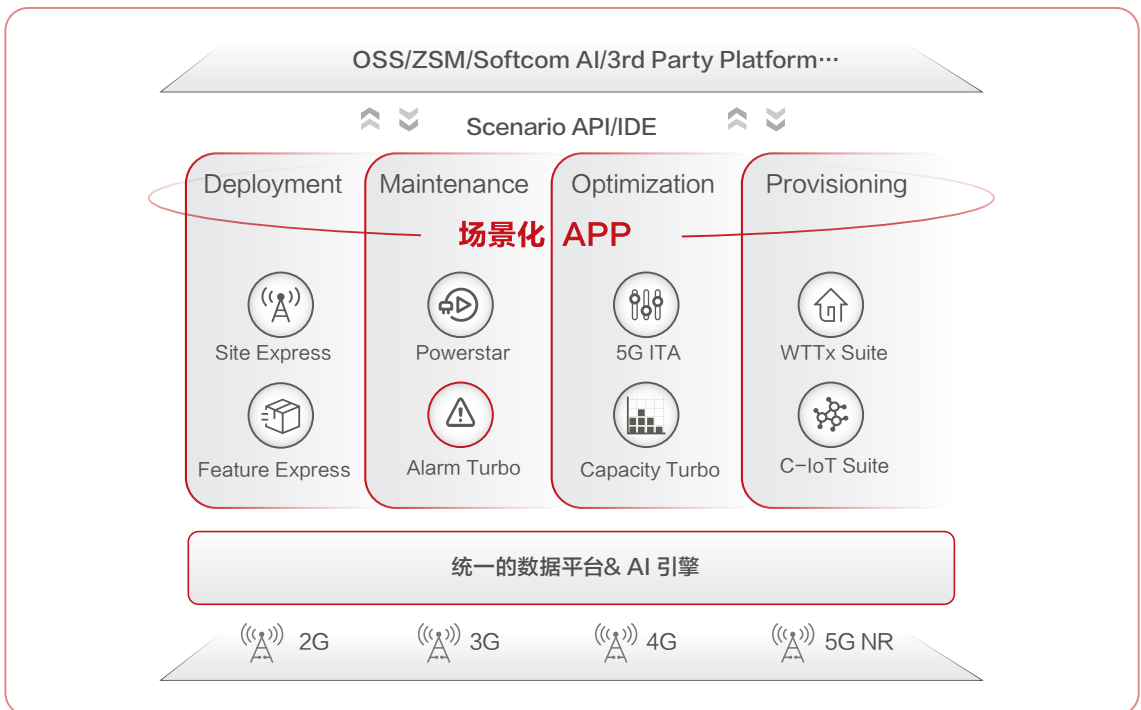 OSS/ZSM/Softcom AI/3rd Party Platform···
Scenario API/IDE
Deployment
Maintenance
Optimization
Provisioning
场景化 APP
Site Express
Powerstar
5G ITA
WTTx Suite
Feature Express
Alarm Turbo
Capacity Turbo
C-IoT Suite
统一的数据平台& AI 引擎
2G
3G
4G
5G NR